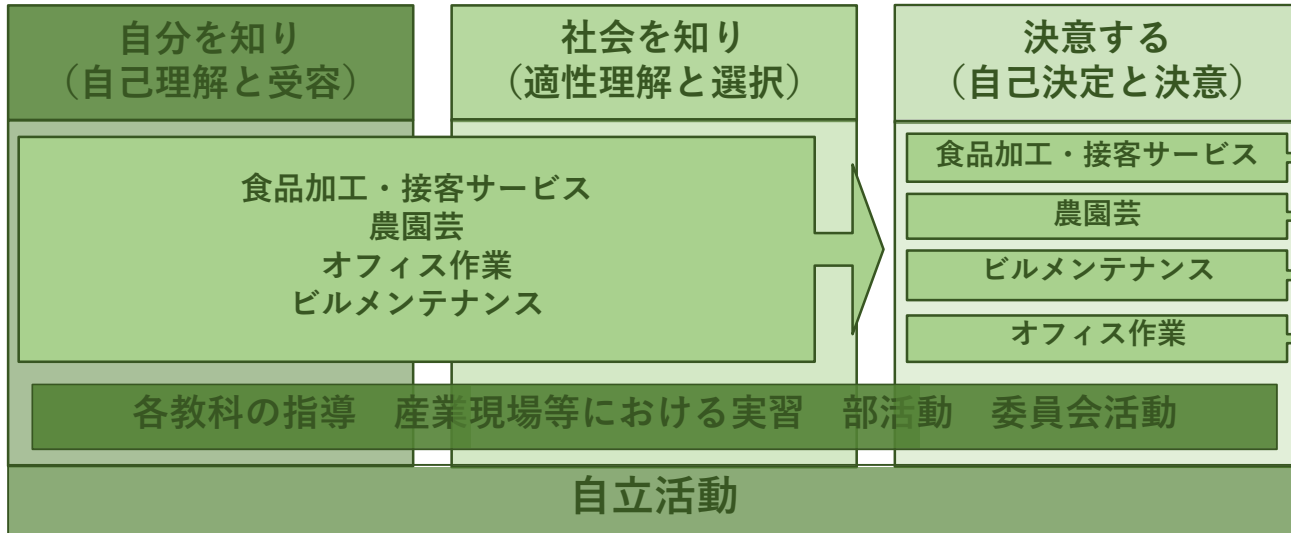 自分を知り
（自己理解と受容）
社会を知り
（適性理解と選択）
決意する
（自己決定と決意）
食品加工・接客サービス
農園芸
オフィス作業
ビルメンテナンス
食品加工・接客サービス
農園芸
ビルメンテナンス
オフィス作業
各教科の指導　産業現場等における実習　部活動　委員会活動
自立活動